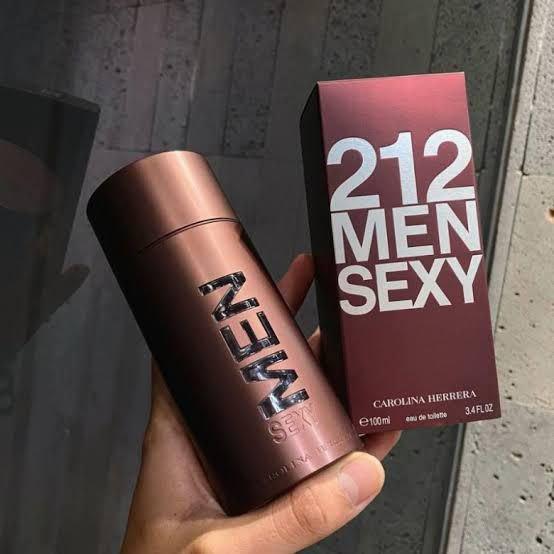 MEN
SEXY
212
MEN
SEXY
CAROLINA HERRERA
℮100ml
eau de toilette
3.4 FL.OZ